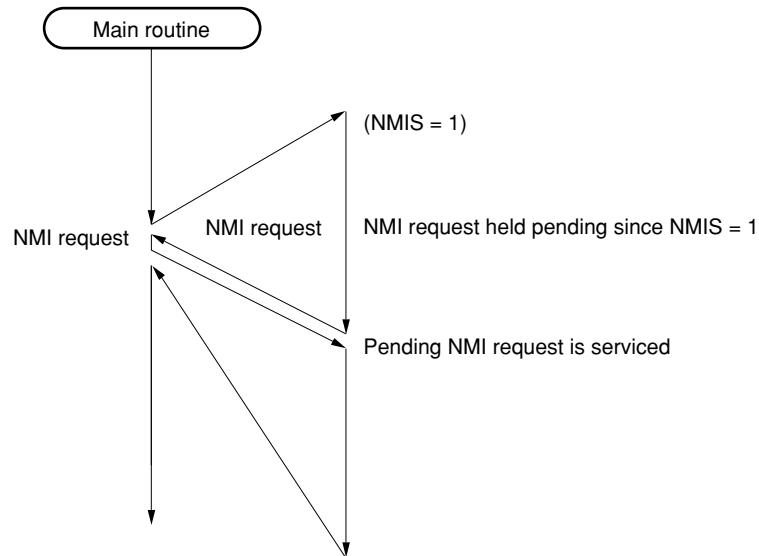 Main routine
(NMIS = 1)
NMI request
NMI request
NMI request held pending since NMIS = 1
Pending NMI request is serviced